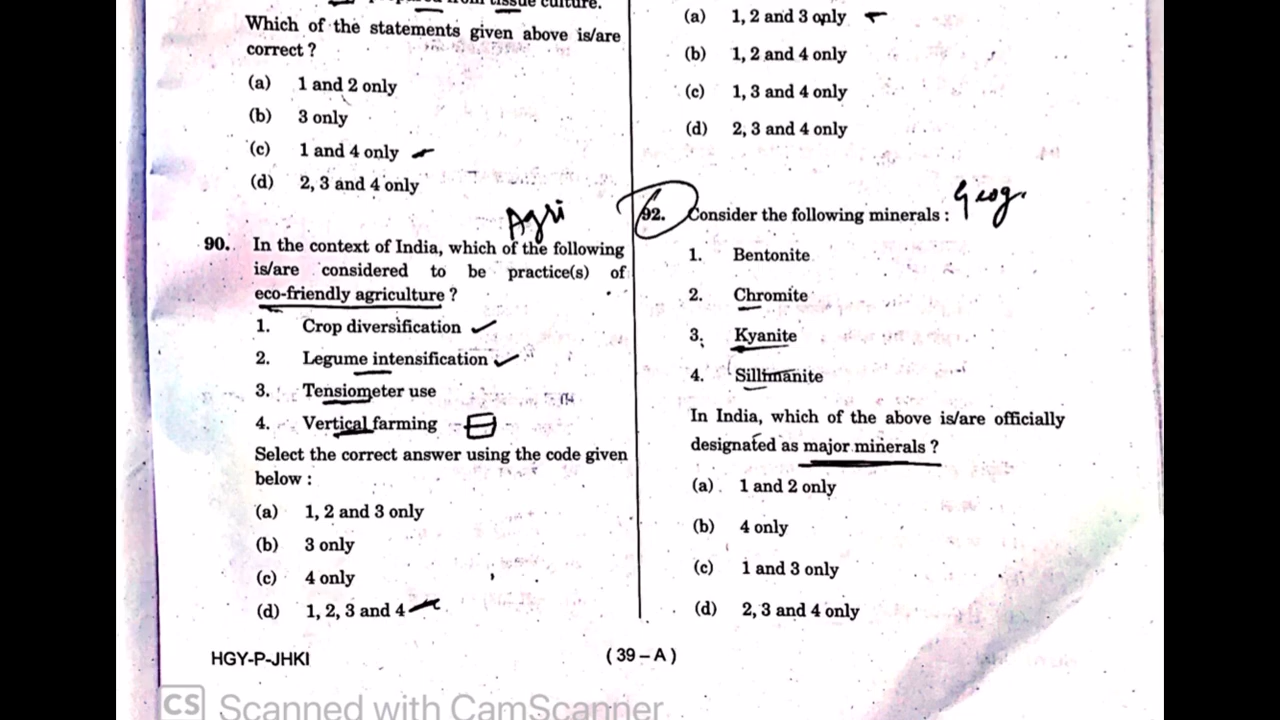 tissue culture.
Which of the statements given above is/are
correct ?
(a) 1 and 2 only
(b) 3 only
(c) 1 and 4 only
(d) 2, 3 and 4 only
Agri
90. In the context of India, which of the following
is/are considered to be practice(s) of
eco-friendly agriculture ?
1. Crop diversification
2. Legume intensification
3. Tensiometer use
4. Vertical farming
Select the correct answer using the code given
below :
(a) 1, 2 and 3 only
(b) 3 only
(c) 4 only
(d) 1, 2, 3 and 4
(a) 1, 2 and 3 only
(b) 1, 2 and 4 only
(c) 1, 3 and 4 only
(d) 2, 3 and 4 only
Geog.
92. Consider the following minerals :
1. Bentonite
2. Chromite
3. Kyanite
4. Sillimanite
In India, which of the above is/are officially
designated as major minerals ?
(a) 1 and 2 only
(b) 4 only
(c) 1 and 3 only
(d) 2, 3 and 4 only
HGY-P-JHKI
( 39 – A )
CS Scanned with CamScanner